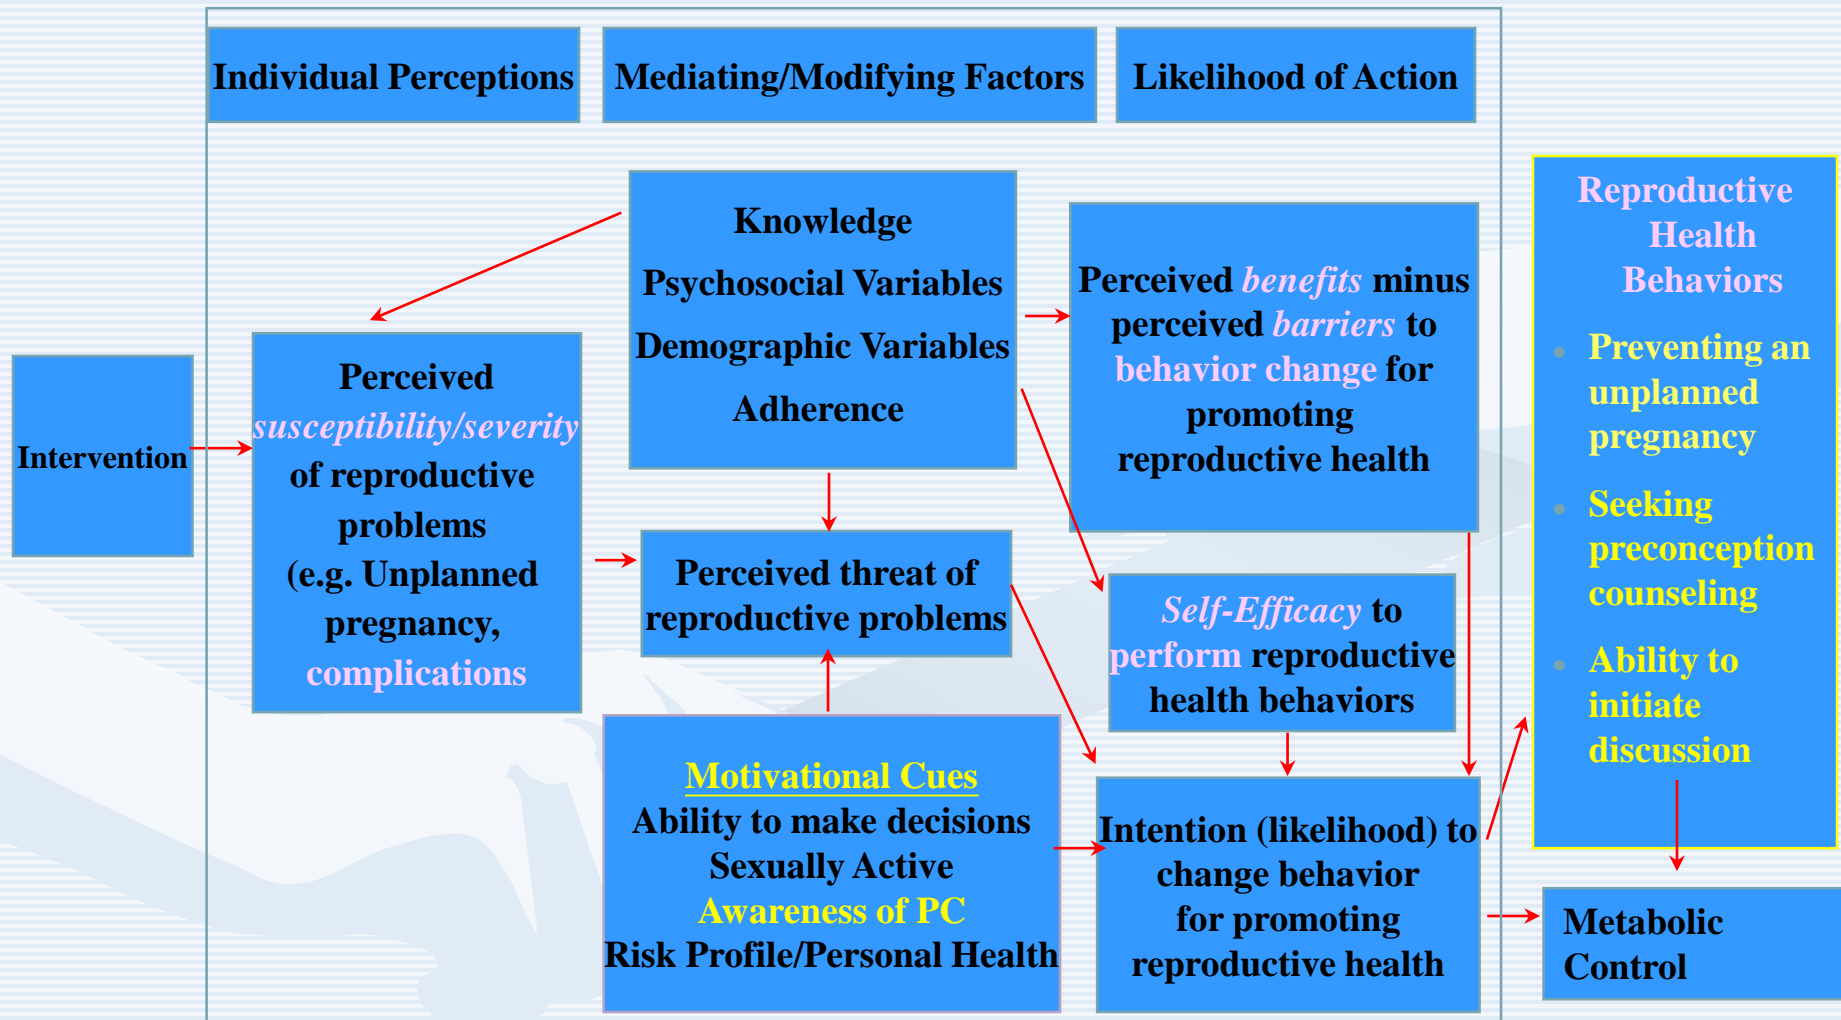 Individual Perceptions
Mediating/Modifying Factors
Likelihood of Action
Intervention
Perceived
susceptibility/severity
of reproductive
problems
(e.g. Unplanned
pregnancy,
complications
Knowledge
Psychosocial Variables
Demographic Variables
Adherence
Perceived threat of
reproductive problems
Motivational Cues
Ability to make decisions
Sexually Active
Awareness of PC
Risk Profile/Personal Health
Perceived benefits minus
perceived barriers to
behavior change for
promoting
reproductive health
Self-Efficacy to
perform reproductive
health behaviors
Intention (likelihood) to
change behavior
for promoting
reproductive health
Reproductive
Health
Behaviors
• Preventing an
unplanned
pregnancy
• Seeking
preconception
counseling
• Ability to
initiate
discussion
Metabolic
Control